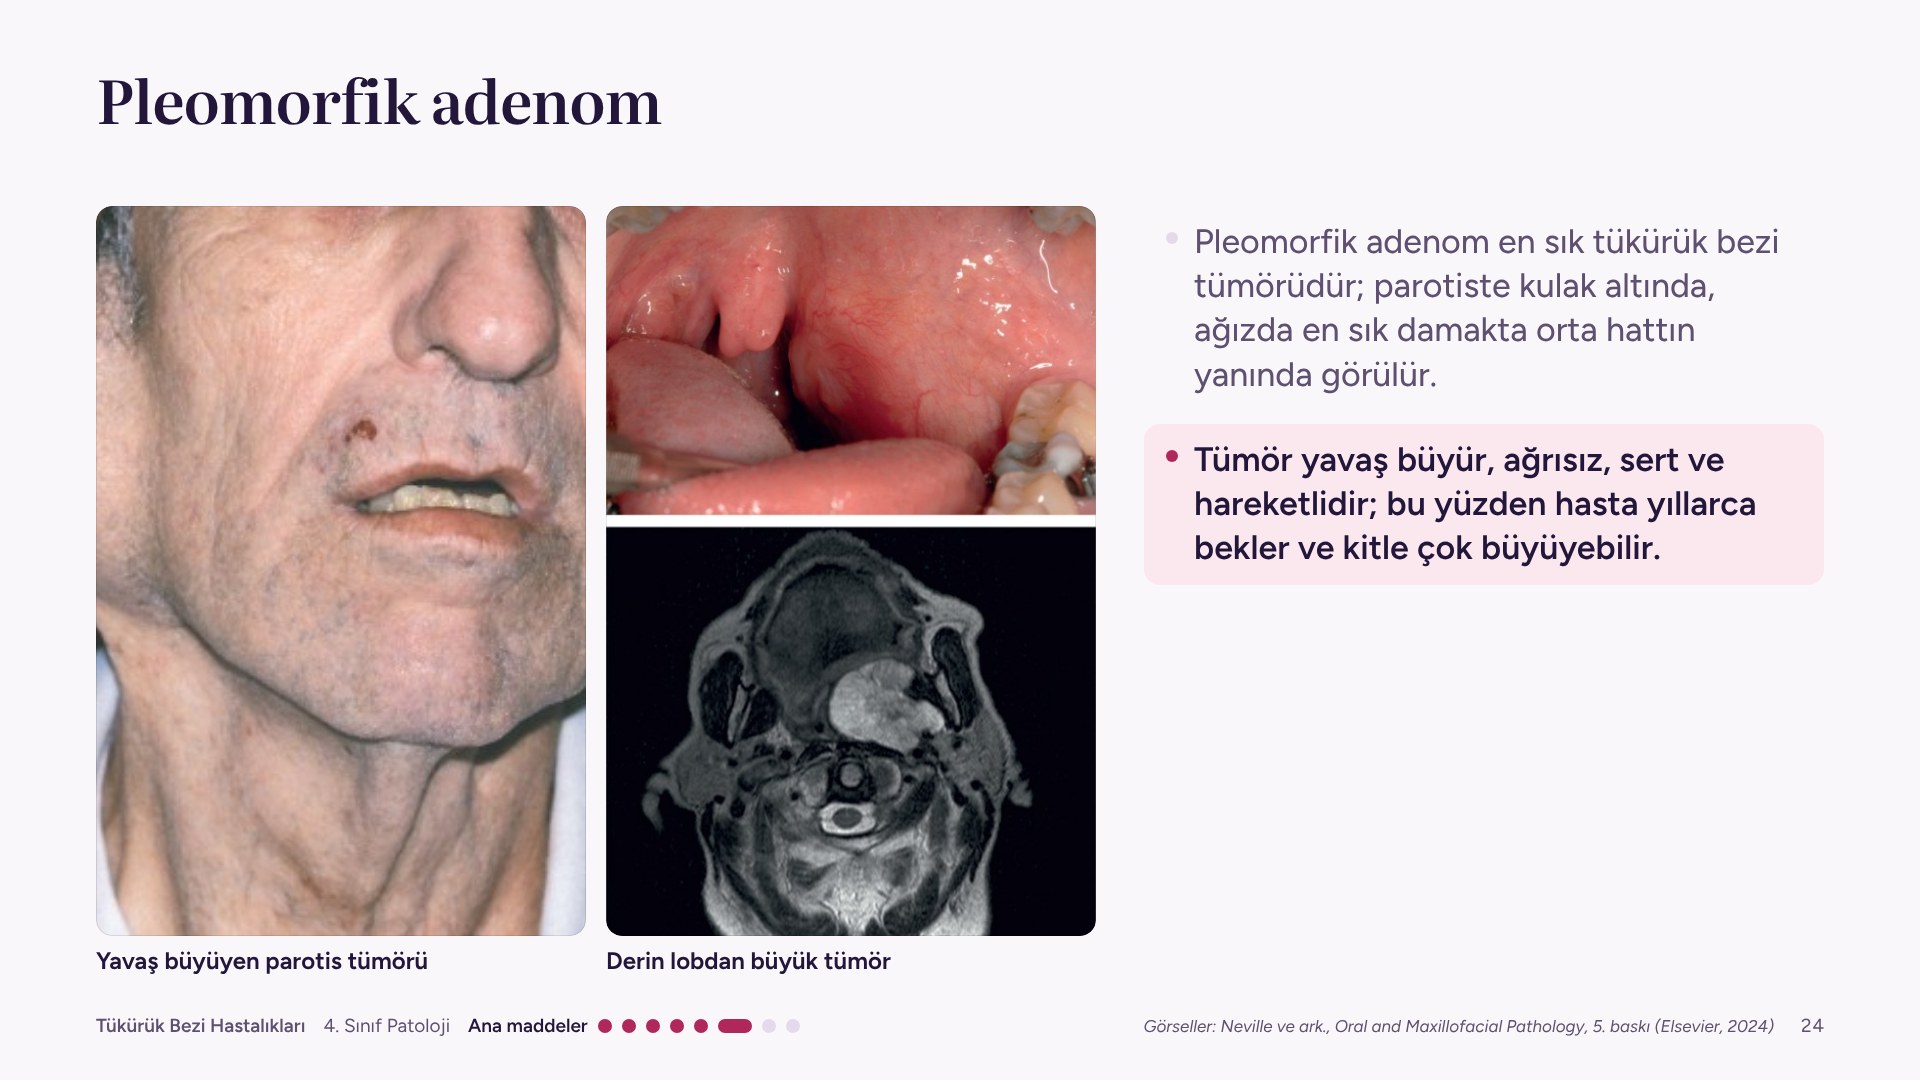 Pleomorfik adenom
Pleomorfik adenom en sık tükürük bezi
tümörüdür; parotiste kulak altında,
ağızda en sık damakta orta hattın
yanında görülür.
Tümör yavaş büyür, ağrısız, sert ve
hareketlidir; bu yüzden hasta yıllarca
bekler ve kitle çok büyüyebilir.
Yavaş büyüyen parotis tümörü
Derin lobdan büyük tümör
Tükürük Bezi Hastalıkları 4. Sınıf Patoloji Ana maddeler
Görseller: Neville ve ark., Oral and Maxillofacial Pathology, 5. baskı (Elsevier, 2024) 24